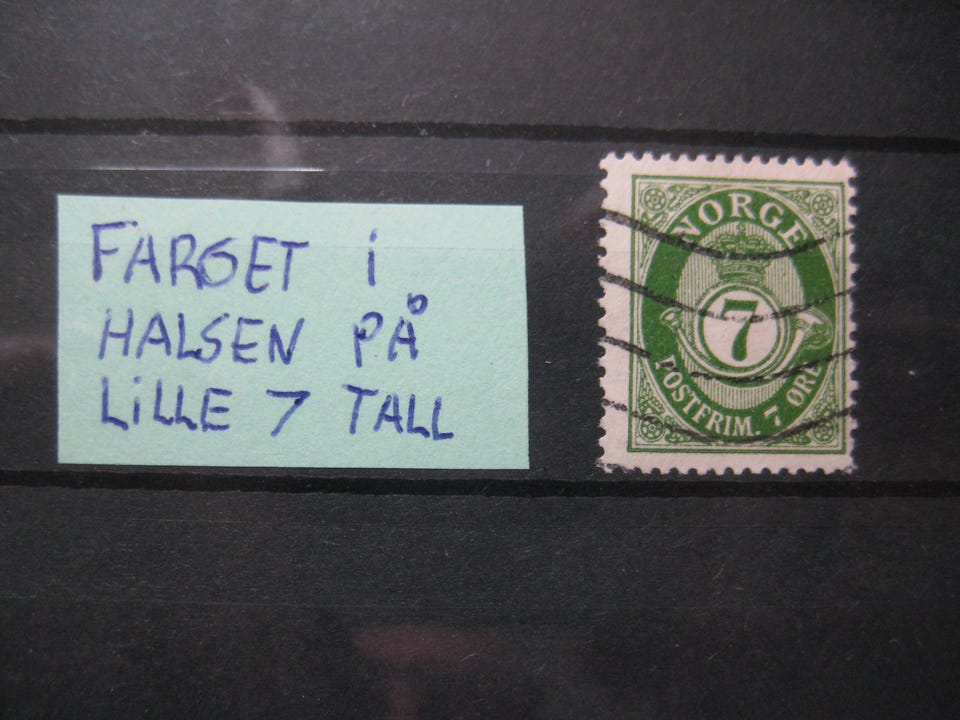 FARGET i
HALSEN PÅ
LiLLE 7 TALL
NORGE
7
POSTFRIM. 7 ØRE